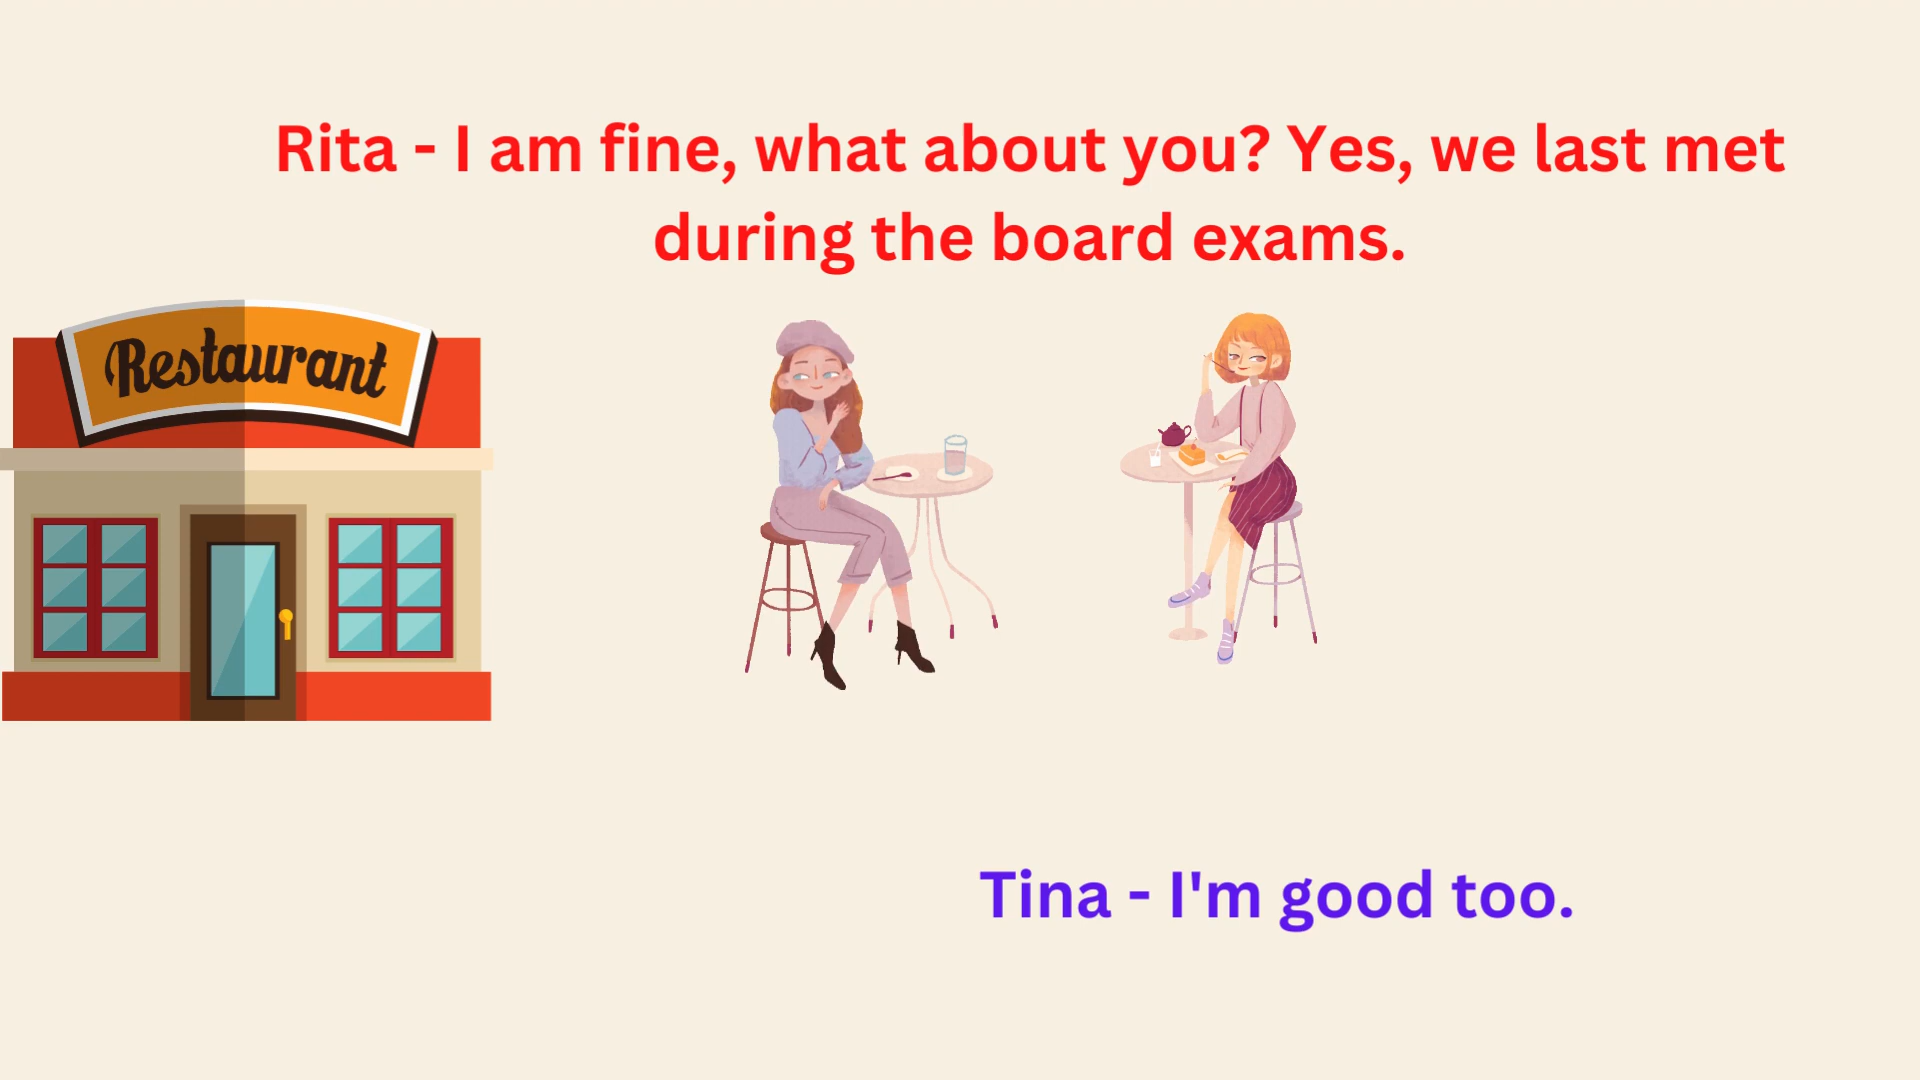 Rita - I am fine, what about you? Yes, we last met
during the board exams.
Restaurant
Tina - I'm good too.